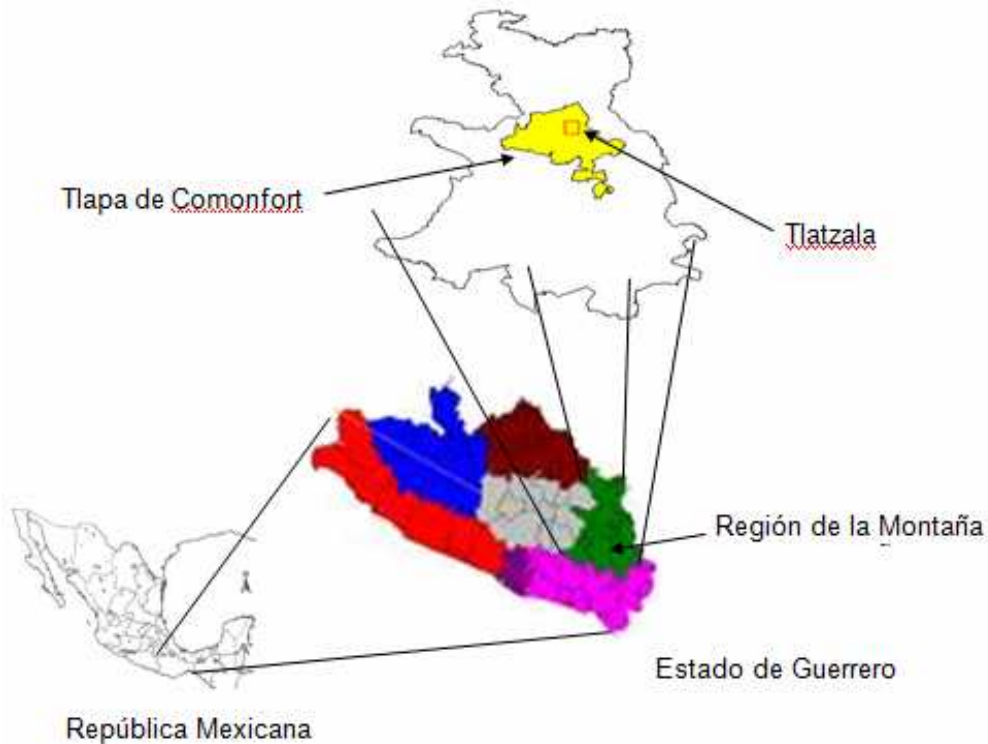 Tlapa de Comonfort
Tlatzala
Región de la Montaña
Estado de Guerrero
República Mexicana